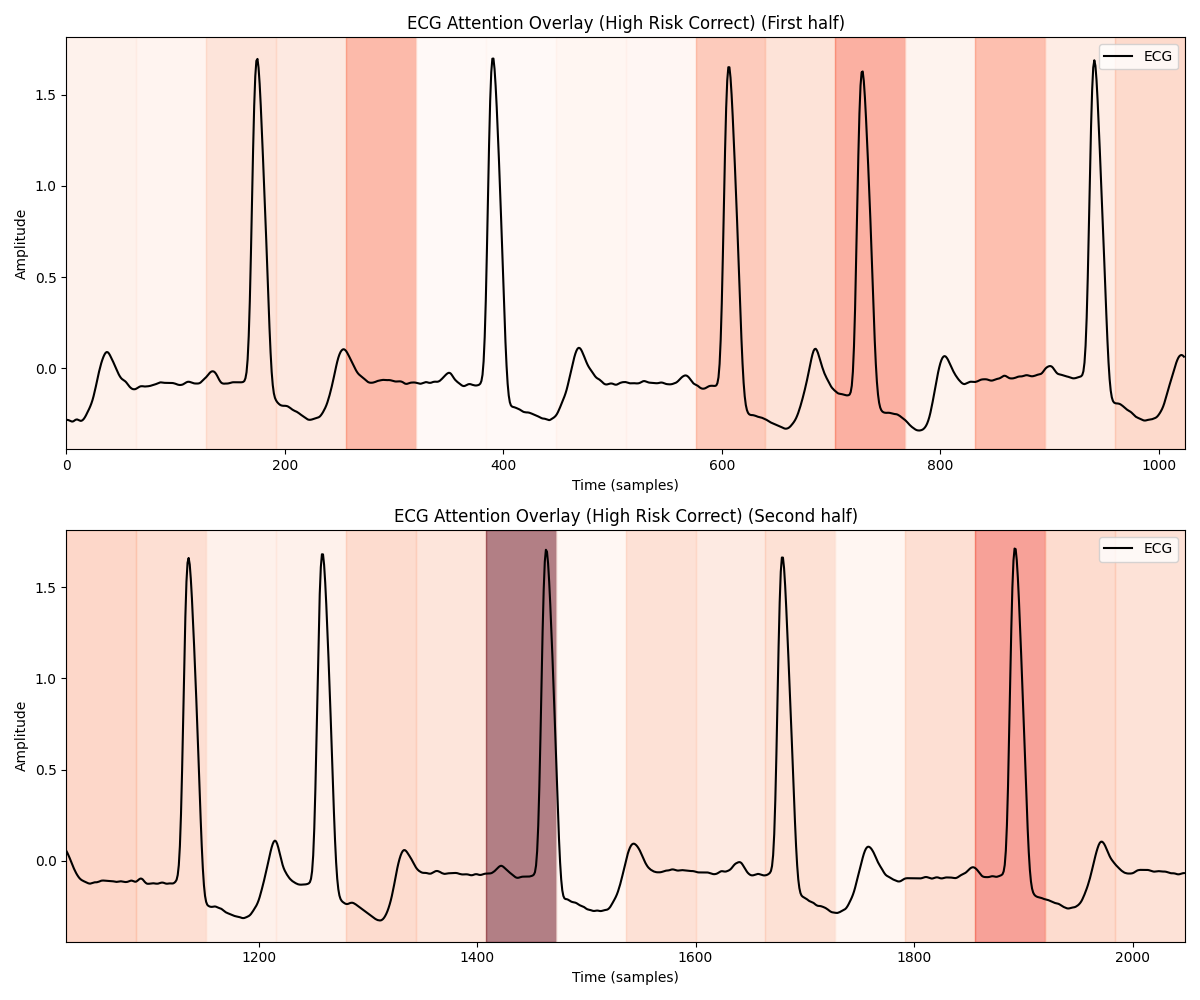 ECG Attention Overlay (High Risk Correct) (First half)
ECG
Amplitude
1.5
1.0
0.5
0.0
0 200 400 600 800 1000
Time (samples)
ECG Attention Overlay (High Risk Correct) (Second half)
ECG
Amplitude
1.5
1.0
0.5
0.0
1200 1400 1600 1800 2000
Time (samples)